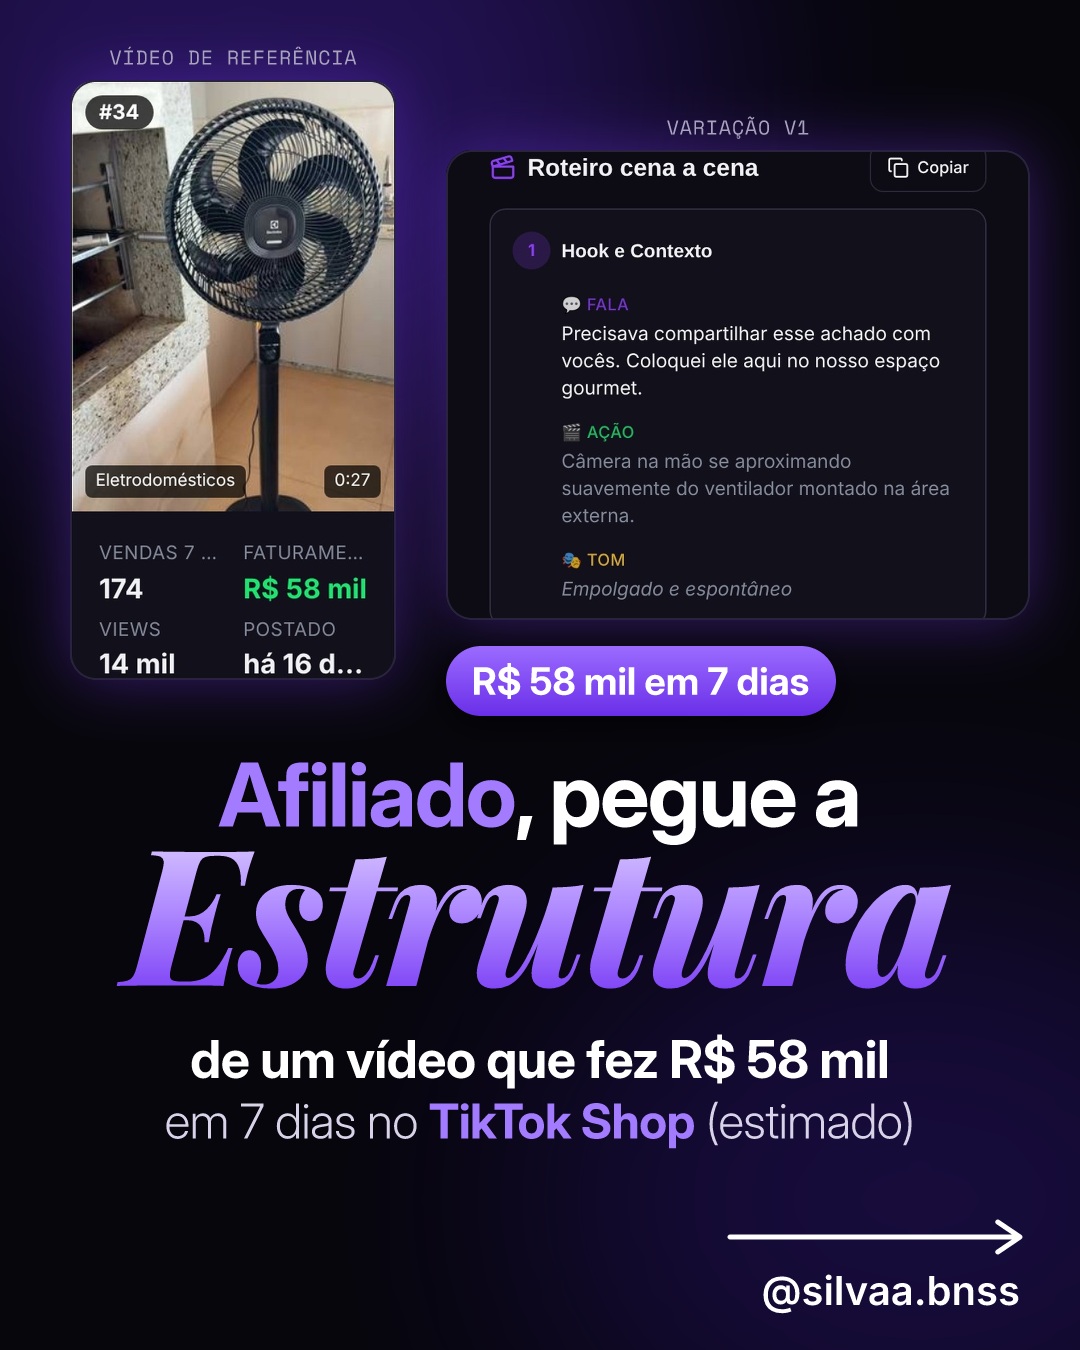 VÍDEO DE REFERÊNCIA
#34
Eletrodomésticos
0:27
VENDAS 7 ...
FATURAME...
174
R$ 58 mil
VIEWS
POSTADO
14 mil
há 16 d...
VARIAÇÃO V1
Roteiro cena a cena
Copiar
1
Hook e Contexto
💬 FALA
Precisava compartilhar esse achado com
vocês. Coloquei ele aqui no nosso espaço
gourmet.
🎬 AÇÃO
Câmera na mão se aproximando
suavemente do ventilador montado na área
externa.
🎭 TOM
Empolgado e espontâneo
R$ 58 mil em 7 dias
Afiliado, pegue a
Estrutura
de um vídeo que fez R$ 58 mil
em 7 dias no TikTok Shop (estimado)
@silvaa.bnss